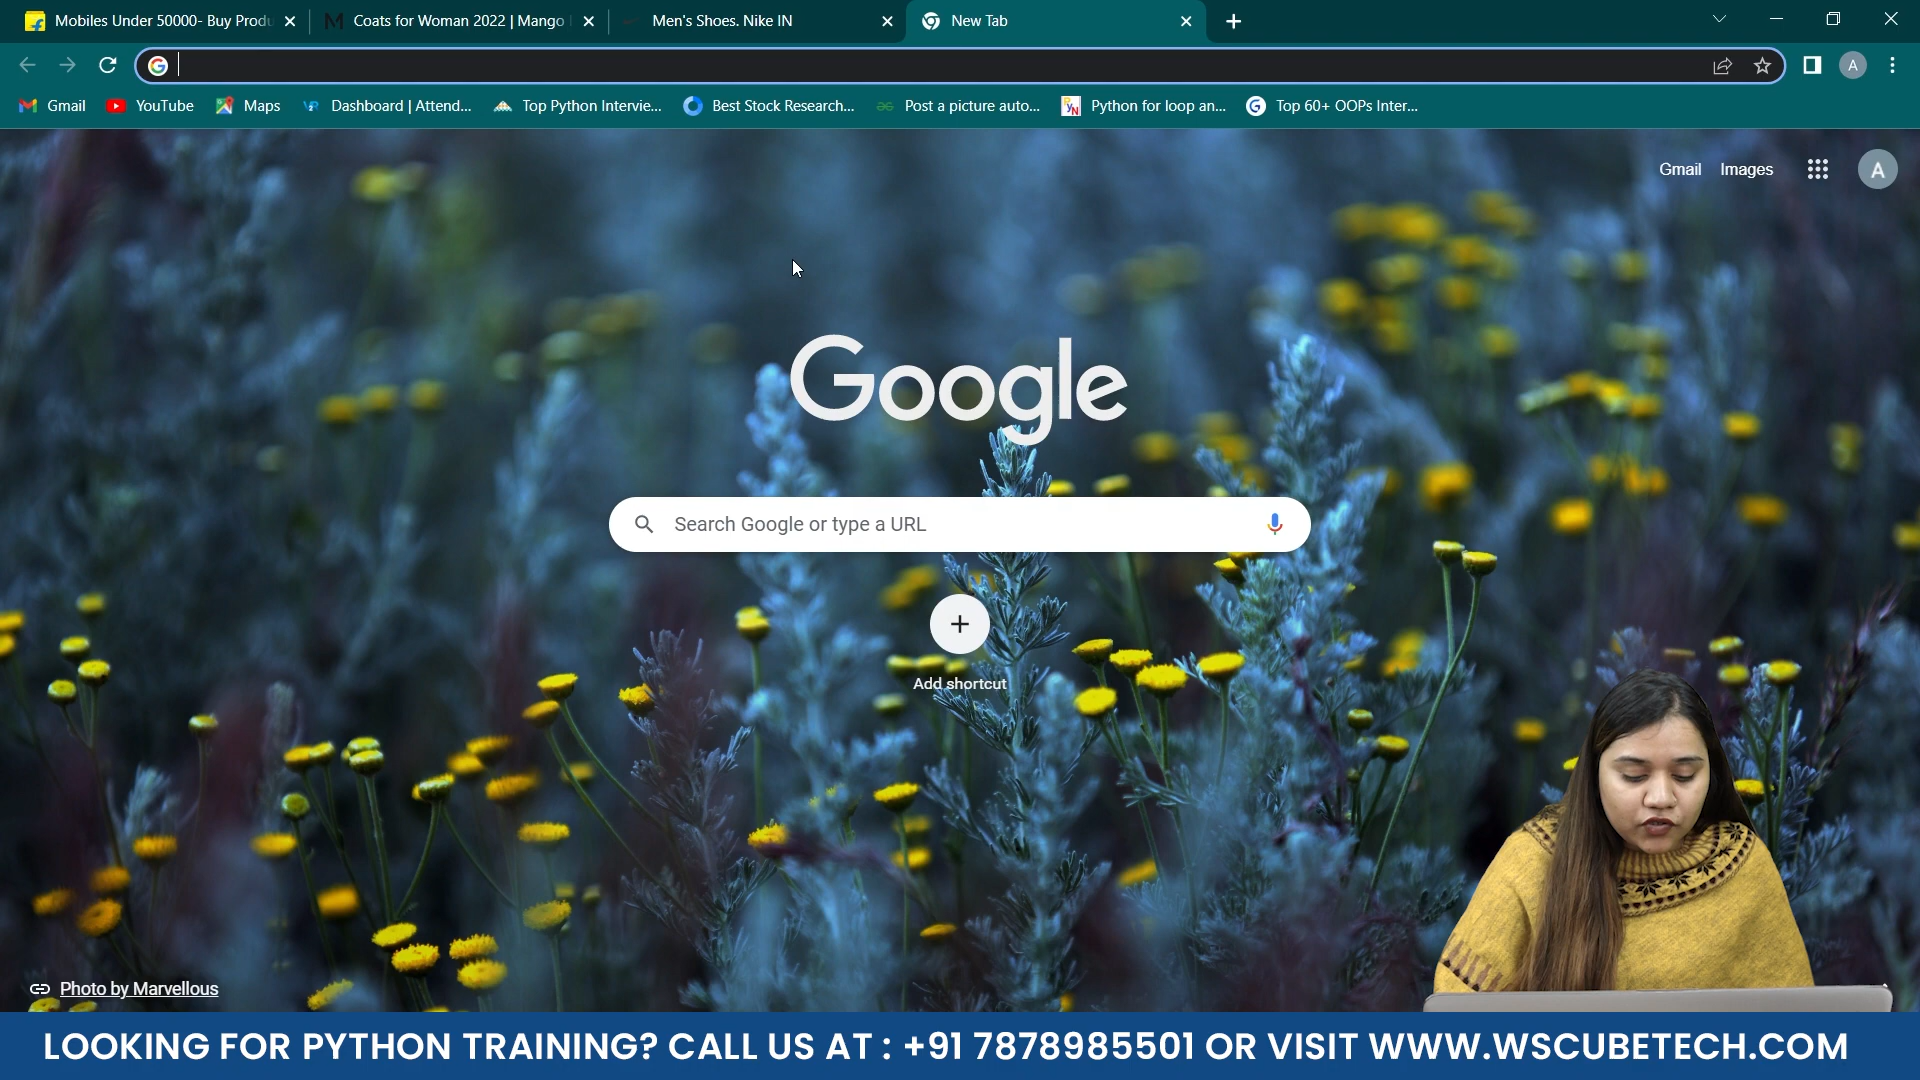 Mobiles Under 50000- Buy Produ
Coats for Woman 2022 | Mango
Men's Shoes. Nike IN
New Tab
A
Gmail
YouTube
Maps
Dashboard | Attend...
Top Python Intervie...
Best Stock Research...
Post a picture auto...
Python for loop an...
Top 60+ OOPs Inter...
Gmail
Images
A
Google
Search Google or type a URL
Add shortcut
Photo by Marvellous
LOOKING FOR PYTHON TRAINING? CALL US AT : +91 7878985501 OR VISIT WWW.WSCUBETECH.COM